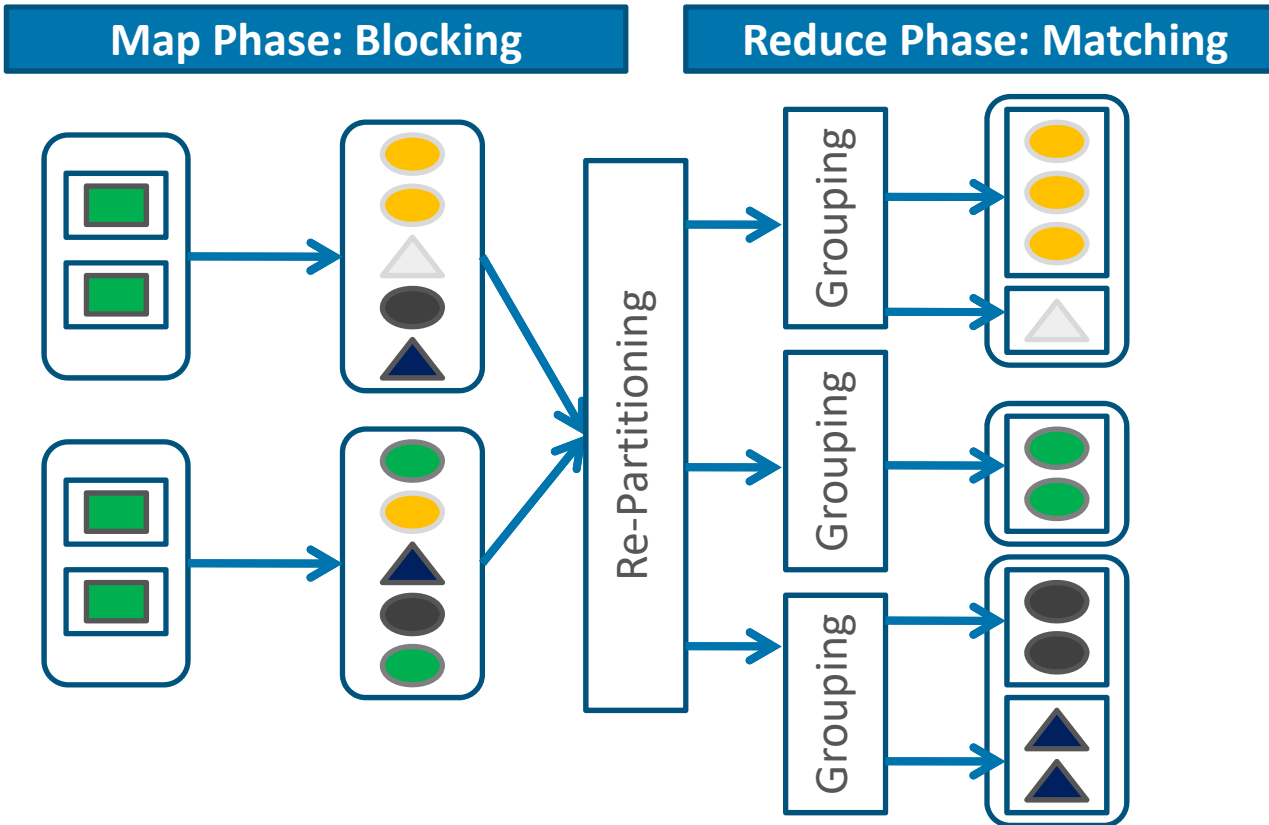 Map Phase: Blocking
Reduce Phase: Matching
Re-Partitioning
Grouping
Grouping
Grouping